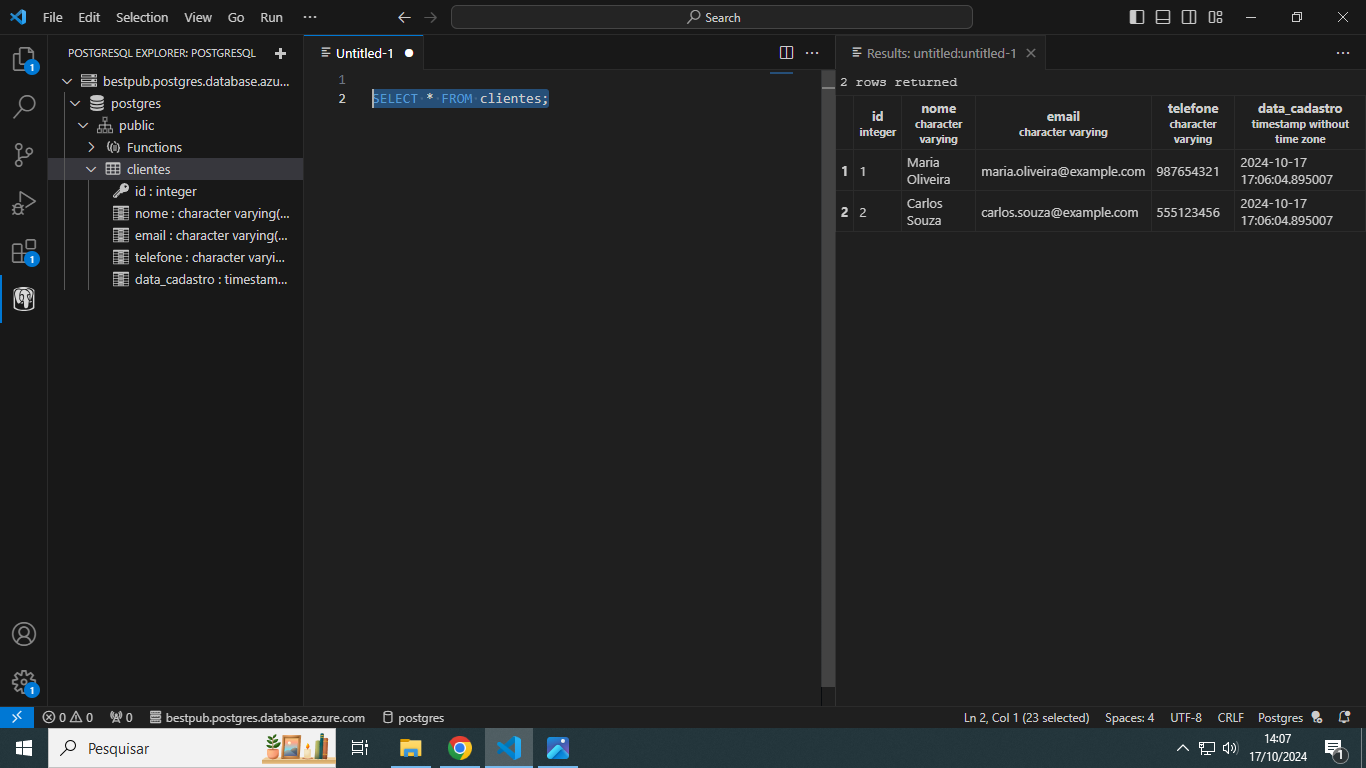 File Edit Selection View Go Run ··· Search
POSTGRESQL EXPLORER: POSTGRESQL
bestpub.postgres.database.azu...
postgres
public
Functions
clientes
id : integer
nome : character varying(...
email : character varying(...
telefone : character varyi...
data_cadastro : timestam...
1
1
1
Untitled-1
1
2 SELECT * FROM clientes;
Results: untitled:untitled-1
2 rows returned
id integer
nome character varying
email character varying
telefone character varying
data_cadastro timestamp without time zone
1 1 Maria Oliveira maria.oliveira@example.com 987654321 2024-10-17 17:06:04.895007
2 2 Carlos Souza carlos.souza@example.com 555123456 2024-10-17 17:06:04.895007
0 0 0 bestpub.postgres.database.azure.com postgres Ln 2, Col 1 (23 selected) Spaces: 4 UTF-8 CRLF Postgres
Pesquisar 14:07
17/10/2024
1